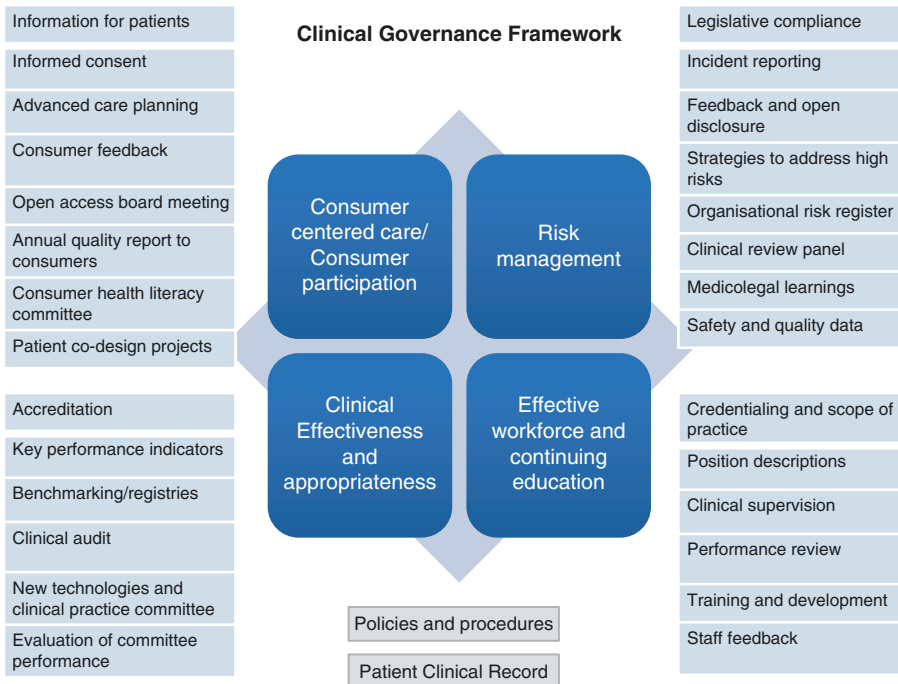 Clinical Governance Framework
Information for patients
Informed consent
Advanced care planning
Consumer feedback
Open access board meeting
Annual quality report to
consumers
Consumer health literacy
committee
Patient co-design projects
Accreditation
Key performance indicators
Benchmarking/registries
Clinical audit
New technologies and
clinical practice committee
Evaluation of committee
performance
Consumer
centered care/
Consumer
participation
Risk
management
Clinical
Effectiveness
and
appropriateness
Effective
workforce and
continuing
education
Policies and procedures
Patient Clinical Record
Legislative compliance
Incident reporting
Feedback and open
disclosure
Strategies to address high
risks
Organisational risk register
Clinical review panel
Medicolegal learnings
Safety and quality data
Credentialing and scope of
practice
Position descriptions
Clinical supervision
Performance review
Training and development
Staff feedback